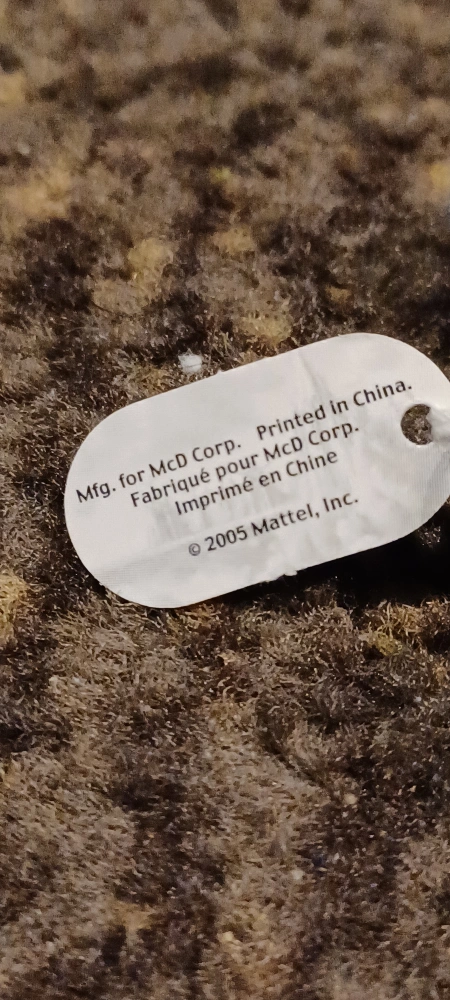 Mfg. for McD Corp. Printed in China.
Fabriqué pour McD Corp.
Imprimé en Chine
© 2005 Mattel, Inc.